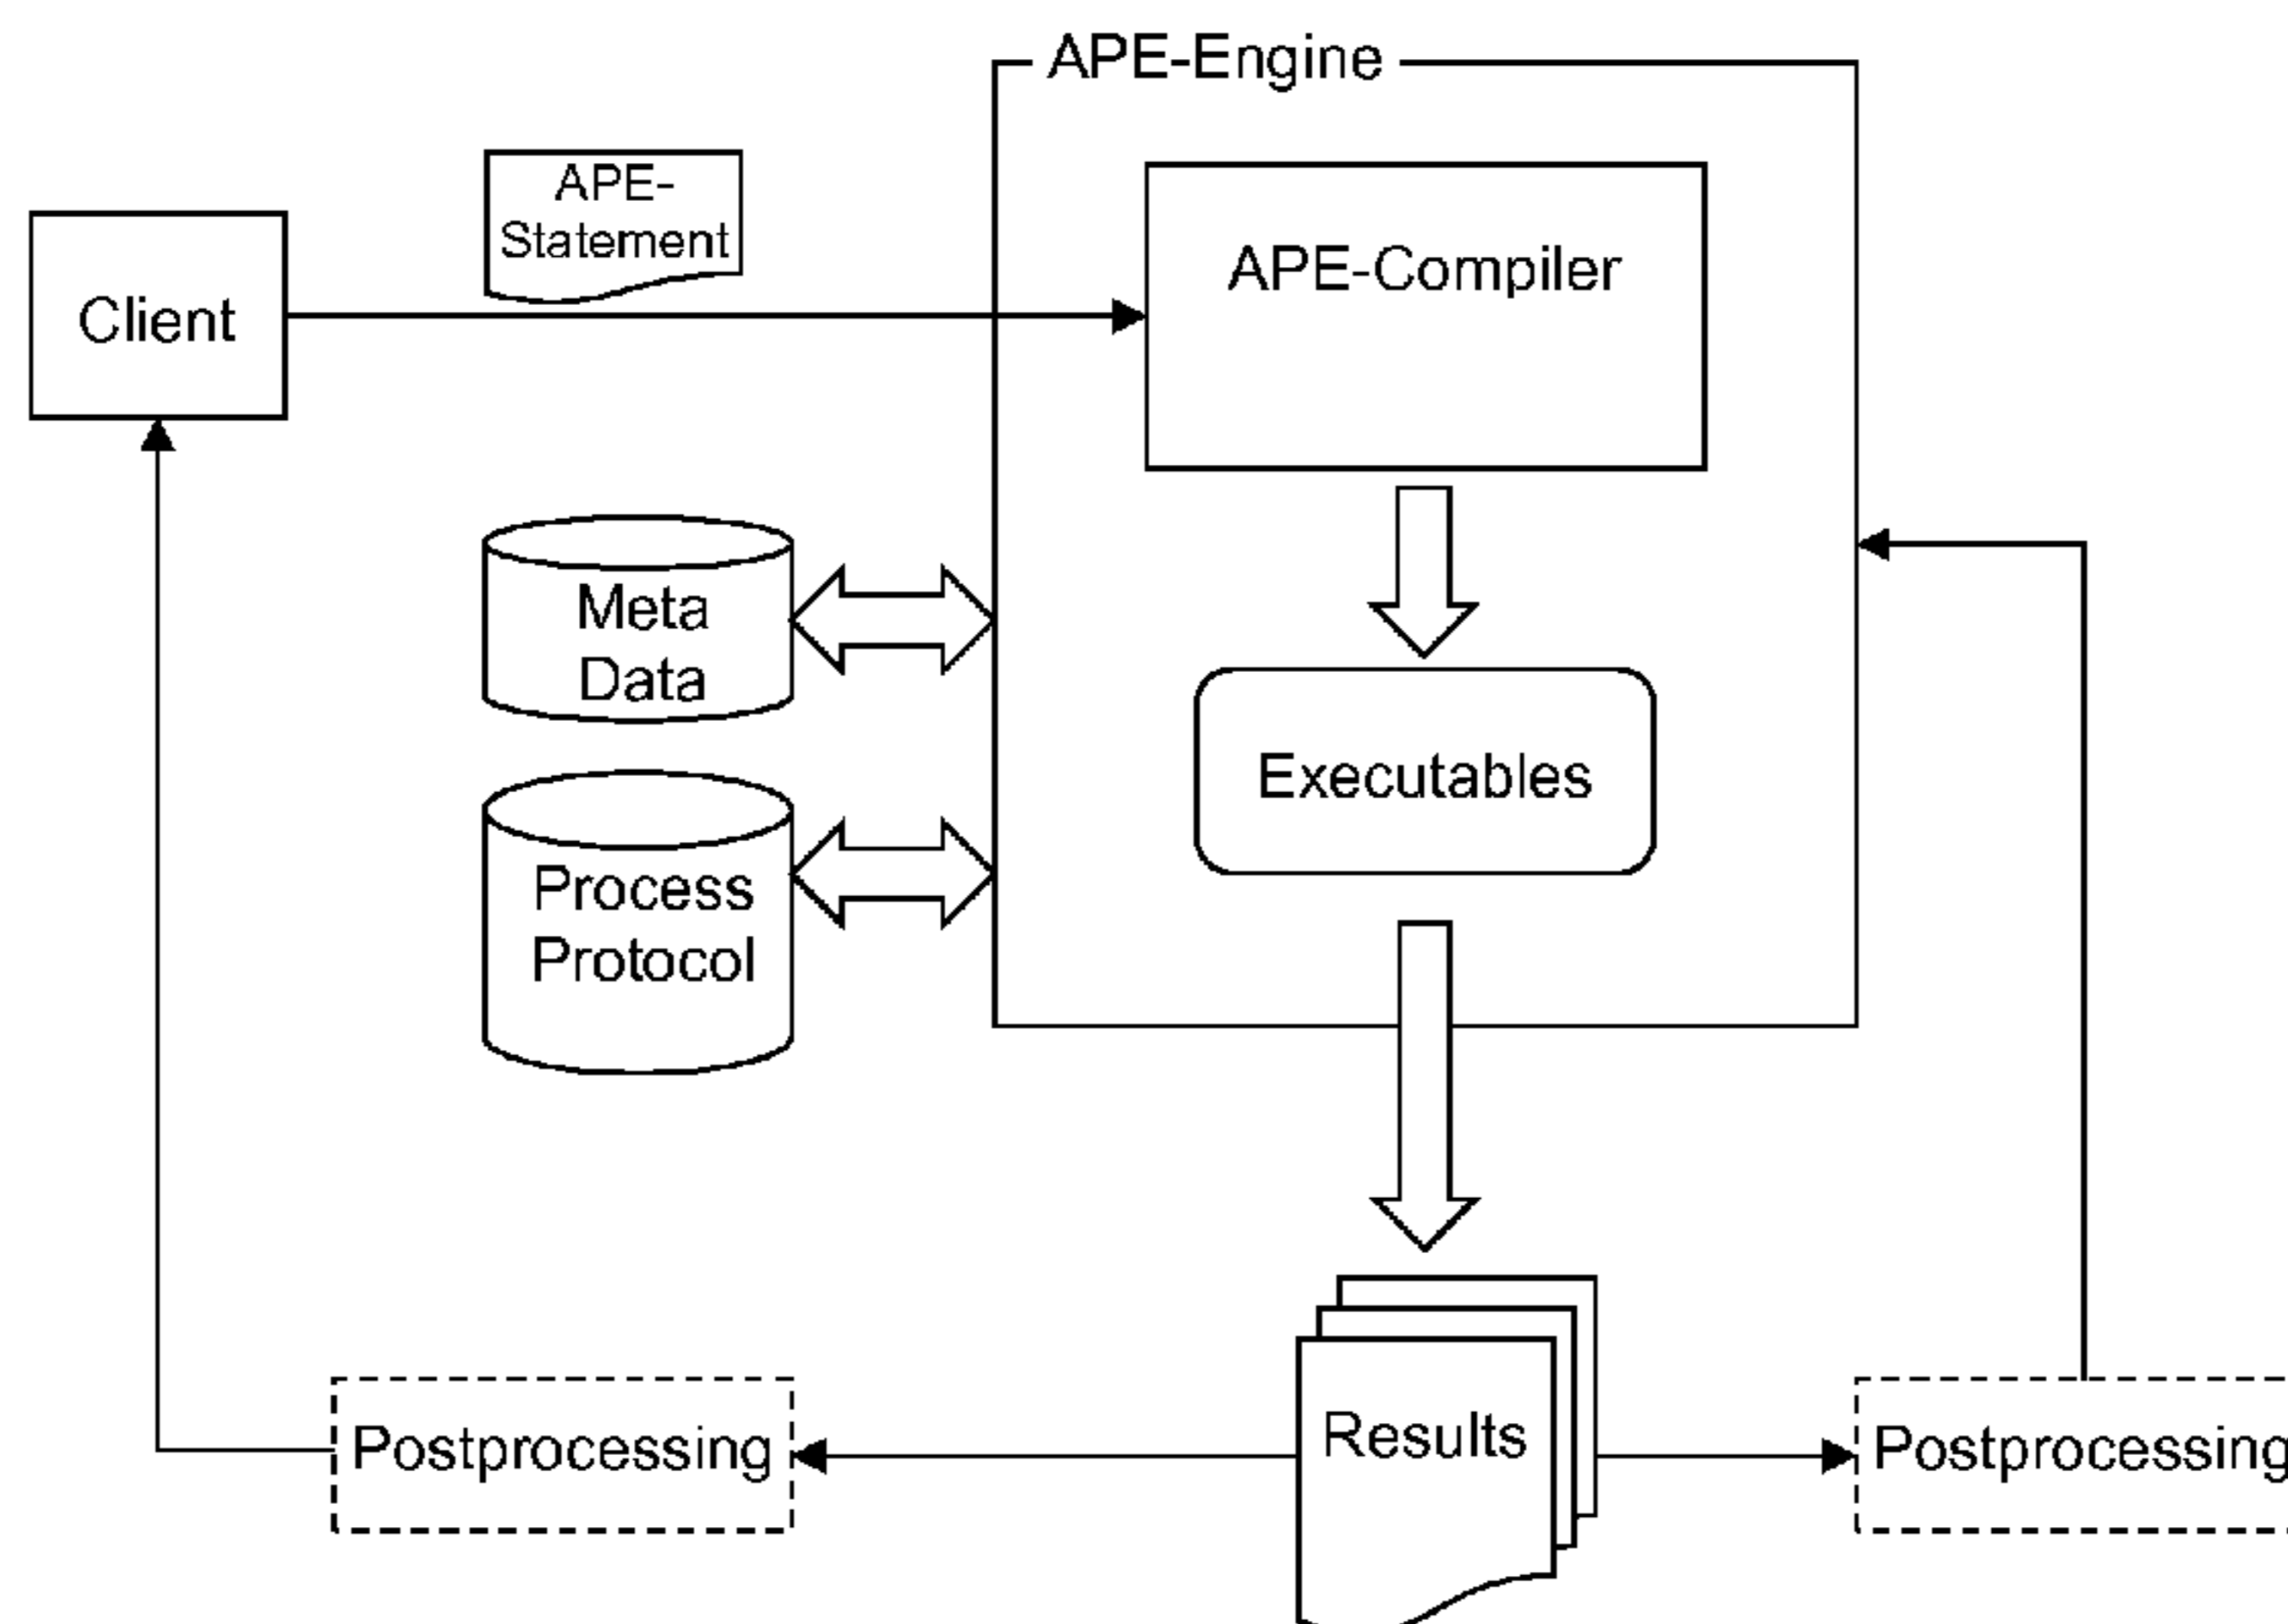 APE-Engine
APE-
Statement
APE-Compiler
Client
Meta
Data
Executables
Process
Protocol
Results
Postprocessing
Postprocessing